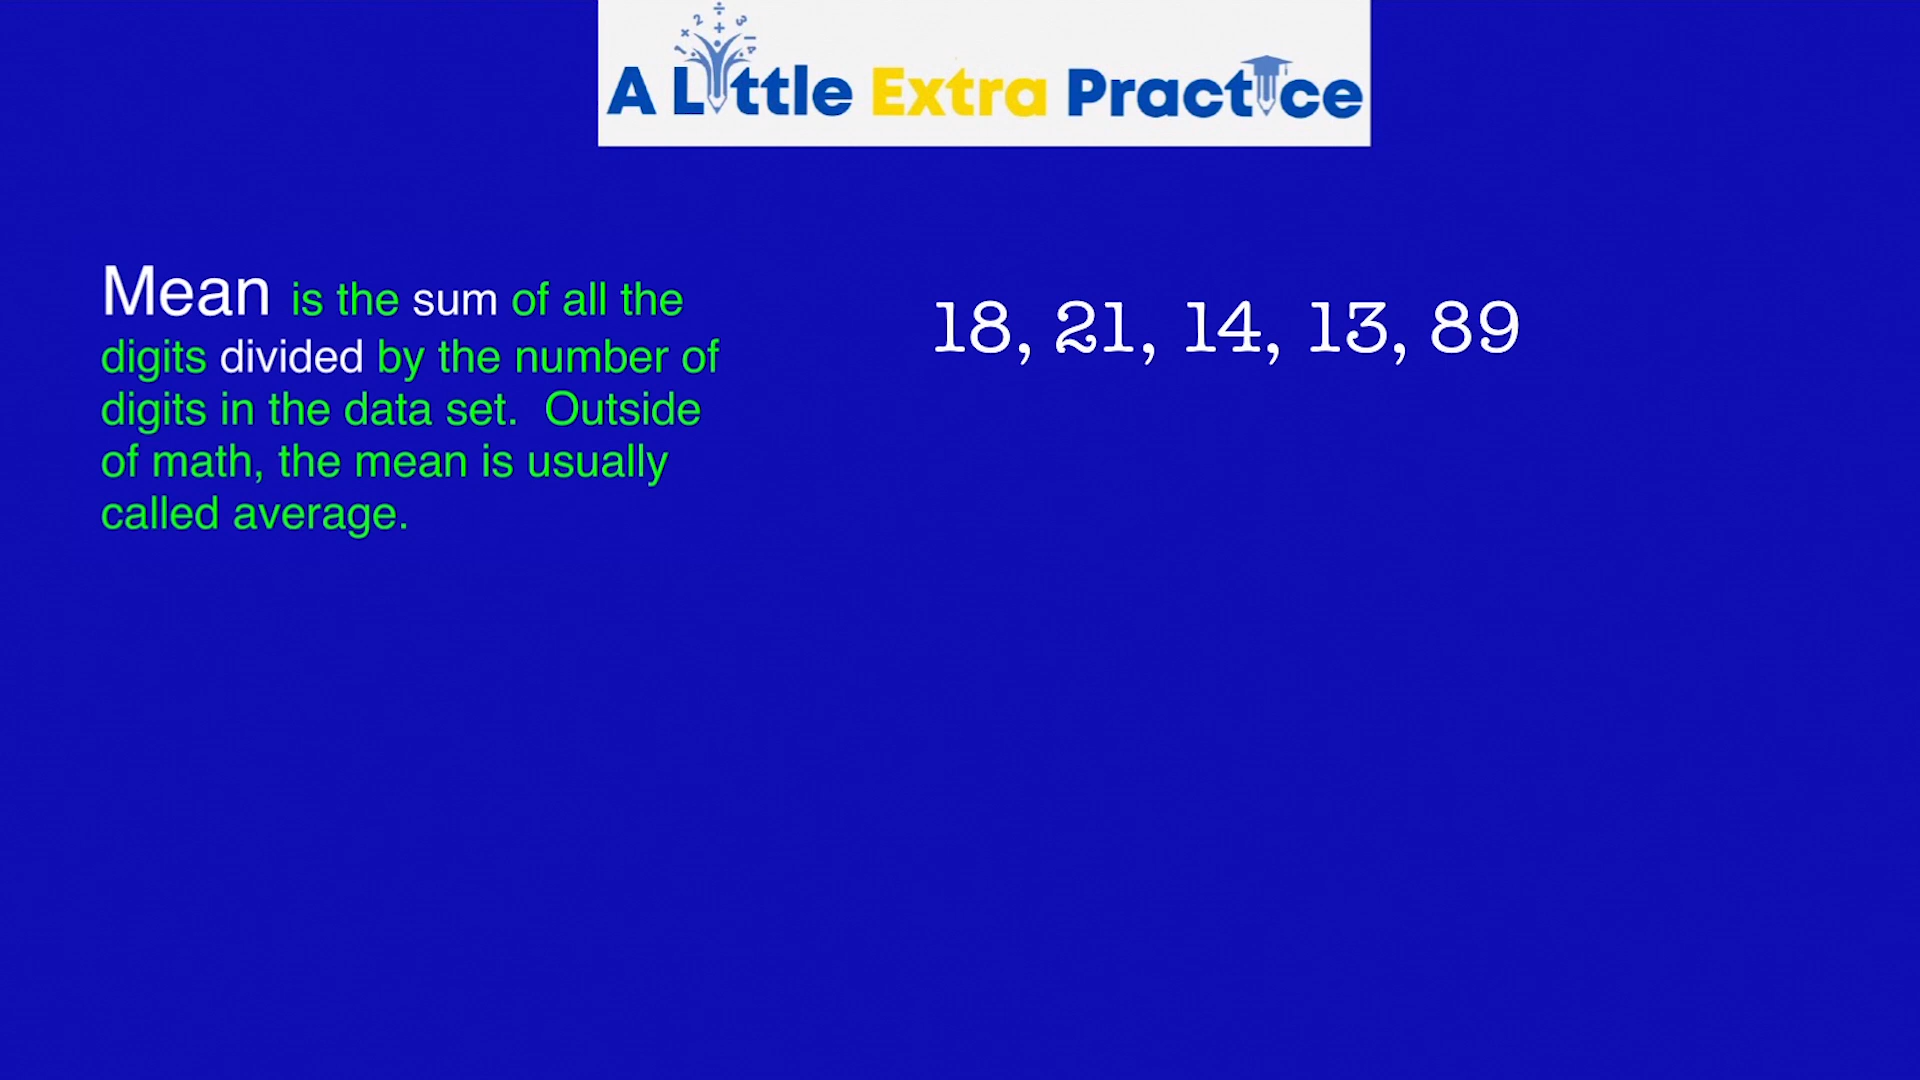 A Little Extra Practice
Mean is the sum of all the
digits divided by the number of
digits in the data set. Outside
of math, the mean is usually
called average.
18, 21, 14, 13, 89